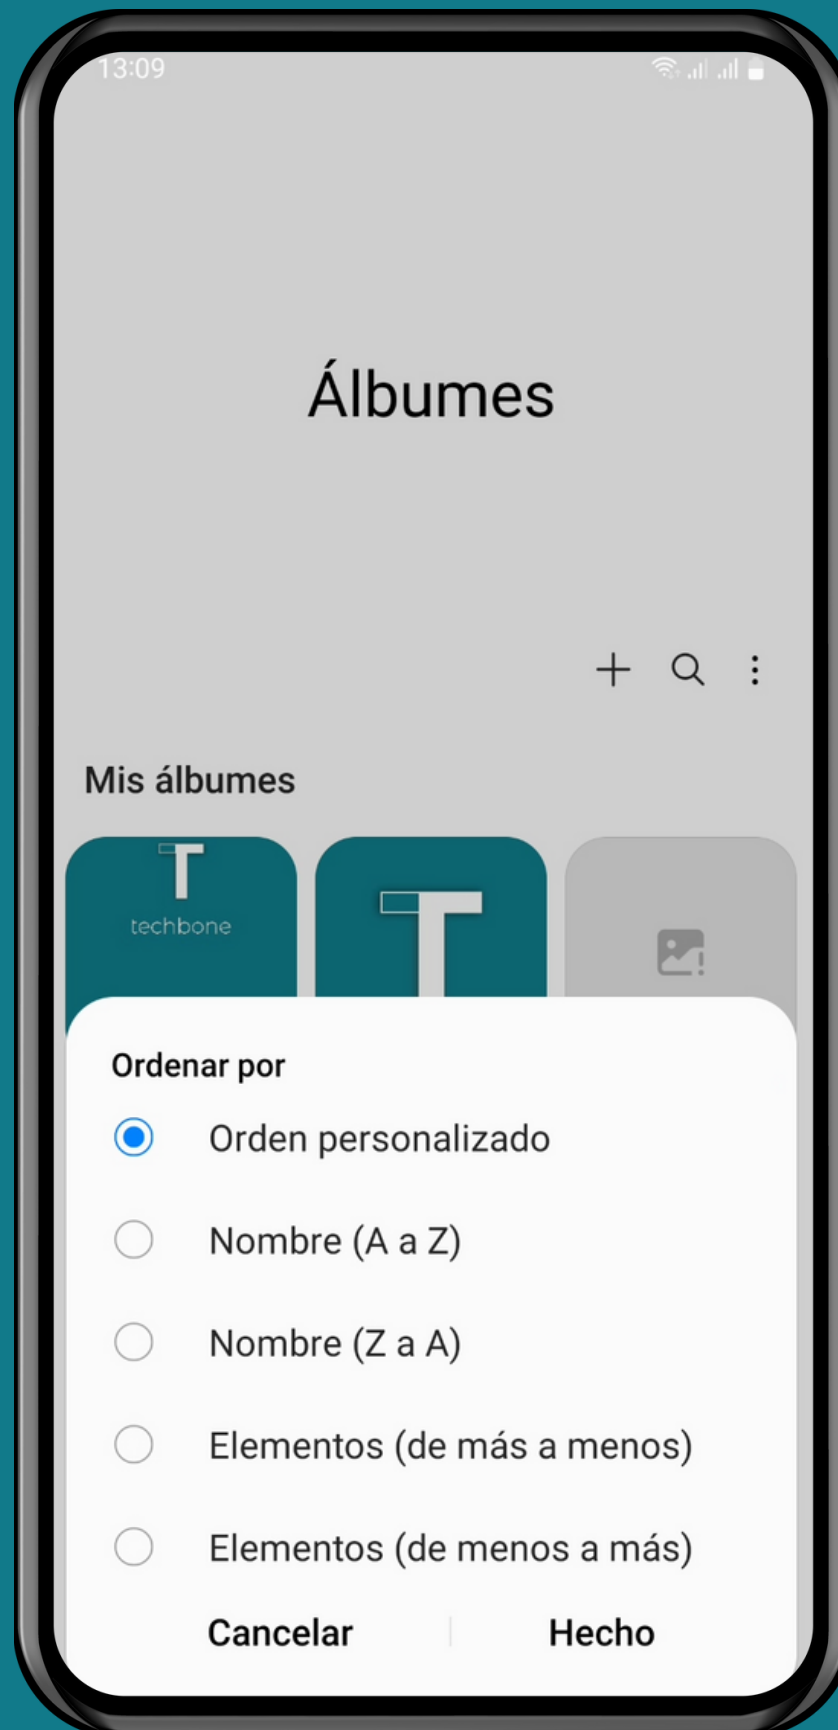 13:09
Álbumes
Mis álbumes
T
techbone
T
Ordenar por
Orden personalizado
Nombre (A a Z)
Nombre (Z a A)
Elementos (de más a menos)
Elementos (de menos a más)
Cancelar
Hecho